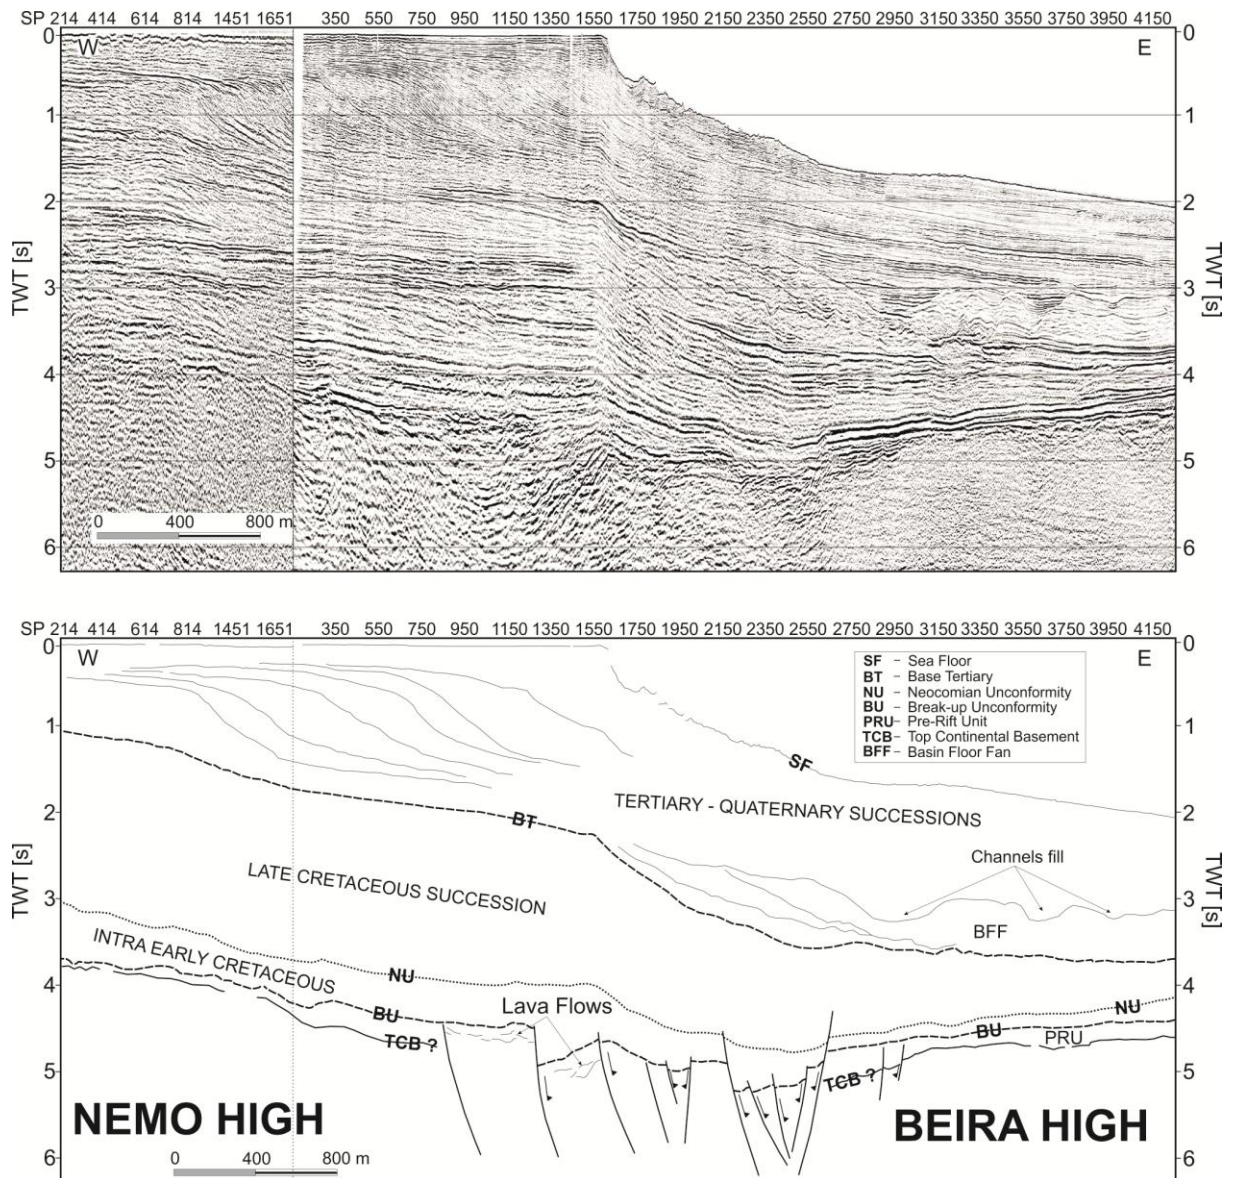 SP 214 414 614 814 1451 1651 350 550 750 950 1150 1350 1550 1750 1950 2150 2350 2550 2750 2950 3150 3350 3550 3750 3950 4150
W
E
0
1
2
3
4
5
6
TWT [s]
0
1
2
3
4
5
6
TWT [s]
0 400 800 m
SP 214 414 614 814 1451 1651 350 550 750 950 1150 1350 1550 1750 1950 2150 2350 2550 2750 2950 3150 3350 3550 3750 3950 4150
W
E
0
1
2
3
4
5
6
TWT [s]
0
1
2
3
4
5
6
TWT [s]
SF – Sea Floor
BT – Base Tertiary
NU – Neocomian Unconformity
BU – Break-up Unconformity
PRU – Pre-Rift Unit
TCB – Top Continental Basement
BFF – Basin Floor Fan
SF
TERTIARY - QUATERNARY SUCCESSIONS
BT
Channels fill
LATE CRETACEOUS SUCCESSION
BFF
INTRA EARLY CRETACEOUS
NU
NU
BU
Lava Flows
BU
PRU
TCB ?
TCB ?
NEMO HIGH
BEIRA HIGH
0 400 800 m